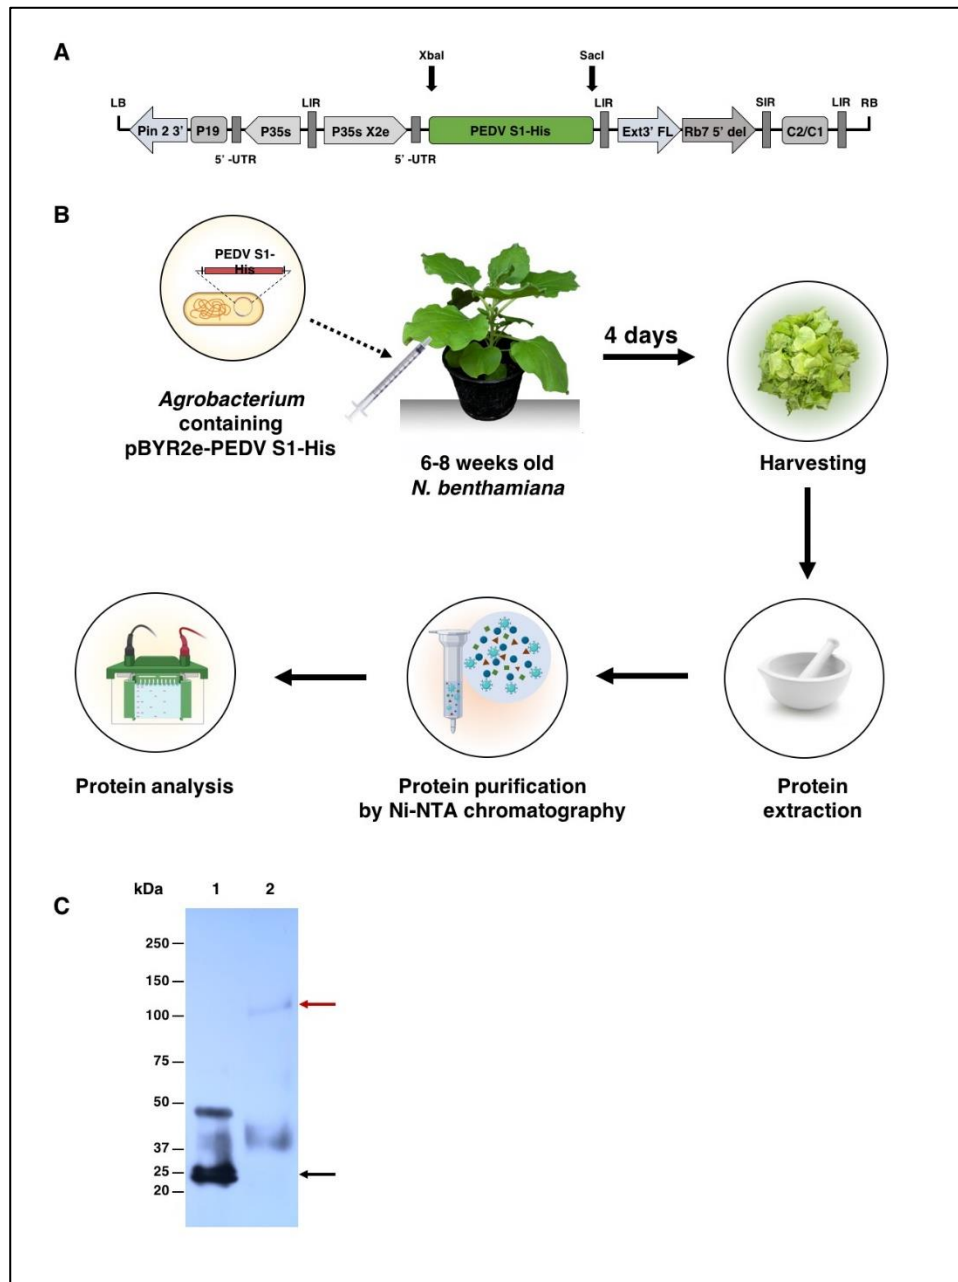 A
XbaI SacI
LB LIR LIR SIR LIR RB
Pin 2 3' P19 P35s P35s X2e PEDV S1-His Ext3' FL Rb7 5' del C2/C1
5' -UTR 5' -UTR
B
PEDV S1-
His
Agrobacterium
containing
pBYR2e-PEDV S1-His
6-8 weeks old
N. benthamiana
4 days
Harvesting
Protein analysis
Protein purification
by Ni-NTA chromatography
Protein
extraction
C
kDa 1 2
250
150
100
75
50
37
25
20